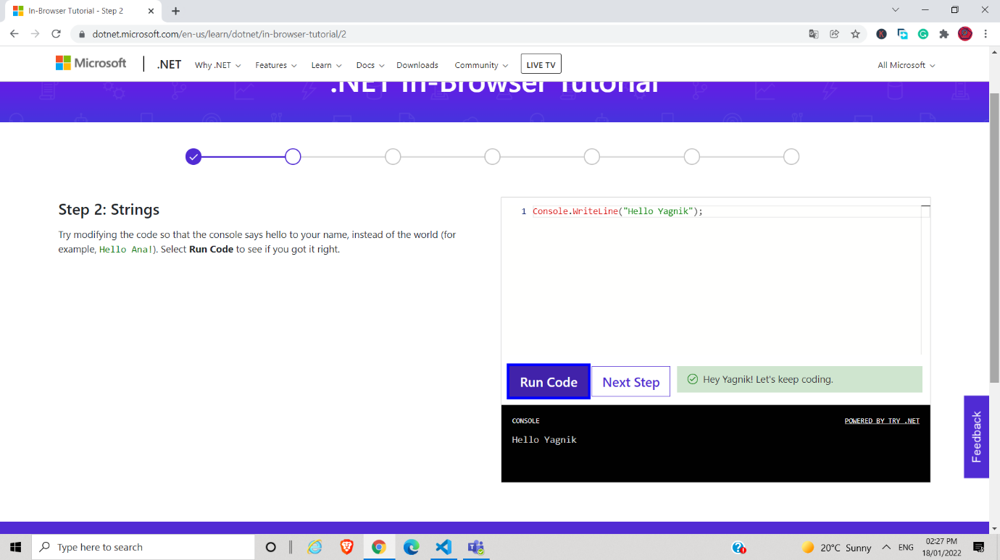 In-Browser Tutorial - Step 2
dotnet.microsoft.com/en-us/learn/dotnet/in-browser-tutorial/2
Microsoft .NET Why .NET Features Learn Docs Downloads Community LIVE TV All Microsoft
.NET In-Browser Tutorial
Step 2: Strings
Try modifying the code so that the console says hello to your name, instead of the world (for
example, Hello Ana!). Select Run Code to see if you got it right.
1 Console.WriteLine("Hello Yagnik");
Run Code Next Step Hey Yagnik! Let's keep coding.
CONSOLE POWERED BY TRY .NET
Hello Yagnik
Feedback
Type here to search 20°C Sunny ENG 02:27 PM
18/01/2022